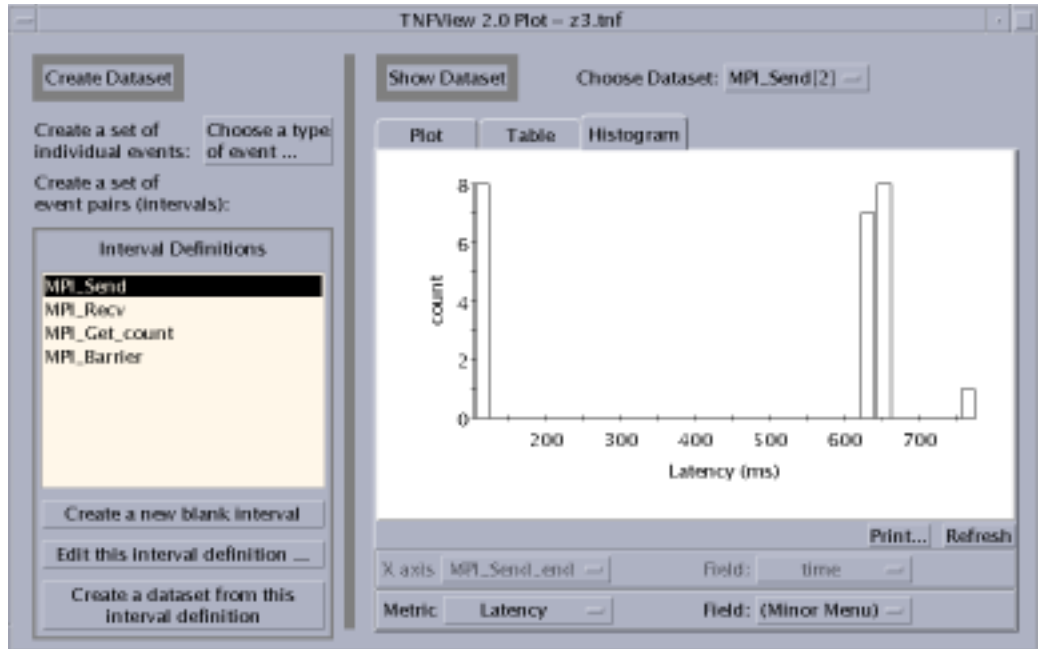 TNFView 2.0 Plot – z3.tnf
Create Dataset
Create a set of
individual events:
Choose a type
of event ...
Create a set of
event pairs (intervals):
Interval Definitions
MPI_Send
MPI_Recv
MPI_Get_count
MPI_Barrier
Create a new blank interval
Edit this interval definition ...
Create a dataset from this
interval definition
Show Dataset
Choose Dataset: MPI_Send[2]
Plot Table Histogram
8
6
4
2
0
count
200 300 400 500 600 700
Latency (ms)
Print... Refresh
X axis MPI_Send_end Field: time
Metric Latency Field: (Minor Menu)